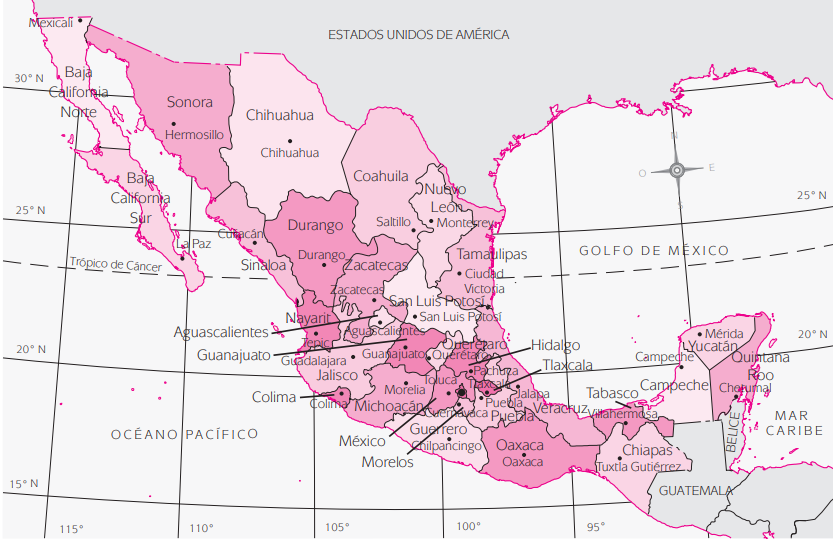 Mexicali
ESTADOS UNIDOS DE AMÉRICA
30° N
Baja
California
Norte
Sonora
Hermosillo
Chihuahua
Chihuahua
N
O
E
S
Coahuila
Saltillo
Nuevo
León
Monterrey
Baja
California
Sur
La Paz
25° N
25° N
Culiacán
Sinaloa
Durango
Durango
Zacatecas
Zacatecas
Tamaulipas
Ciudad
Victoria
GOLFO DE MÉXICO
Trópico de Cáncer
San Luis Potosí
San Luis Potosí
Nayarit
Tepic
Aguascalientes
Aguascalientes
Guanajuato
Guanajuato
Querétaro
Querétaro
Hidalgo
Pachuca
Tlaxcala
Tlaxcala
20° N
20° N
Guadalajara
Jalisco
Colima
Colima
Morelia
Michoacán
Toluca
México
Cuernavaca
Morelos
Puebla
Puebla
Jalapa
Veracruz
Tabasco
Villahermosa
Mérida
Yucatán
Campeche
Campeche
Quintana
Roo
Chetumal
MAR
CARIBE
OCÉANO PACÍFICO
Guerrero
Chilpancingo
Oaxaca
Oaxaca
Chiapas
Tuxtla Gutiérrez
BELICE
GUATEMALA
15° N
115°
110°
105°
100°
95°